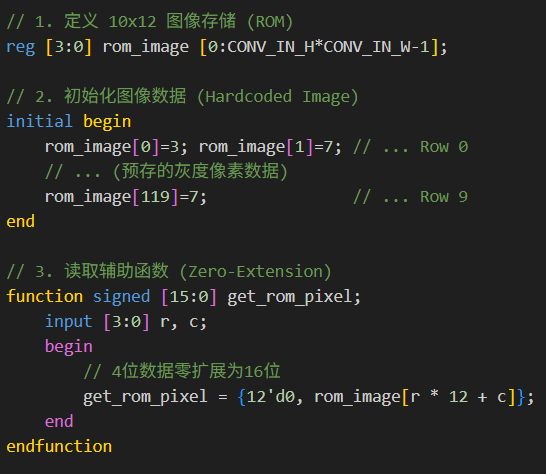 // 1. 定义 10x12 图像存储 (ROM)
reg [3:0] rom_image [0:CONV_IN_H*CONV_IN_W-1];
// 2. 初始化图像数据 (Hardcoded Image)
initial begin
    rom_image[0]=3; rom_image[1]=7; // ... Row 0
    // ... (预存的灰度像素数据)
    rom_image[119]=7;               // ... Row 9
end
// 3. 读取辅助函数 (Zero-Extension)
function signed [15:0] get_rom_pixel;
    input [3:0] r, c;
    begin
        // 4位数据零扩展为16位
        get_rom_pixel = {12'd0, rom_image[r * 12 + c]};
    end
endfunction